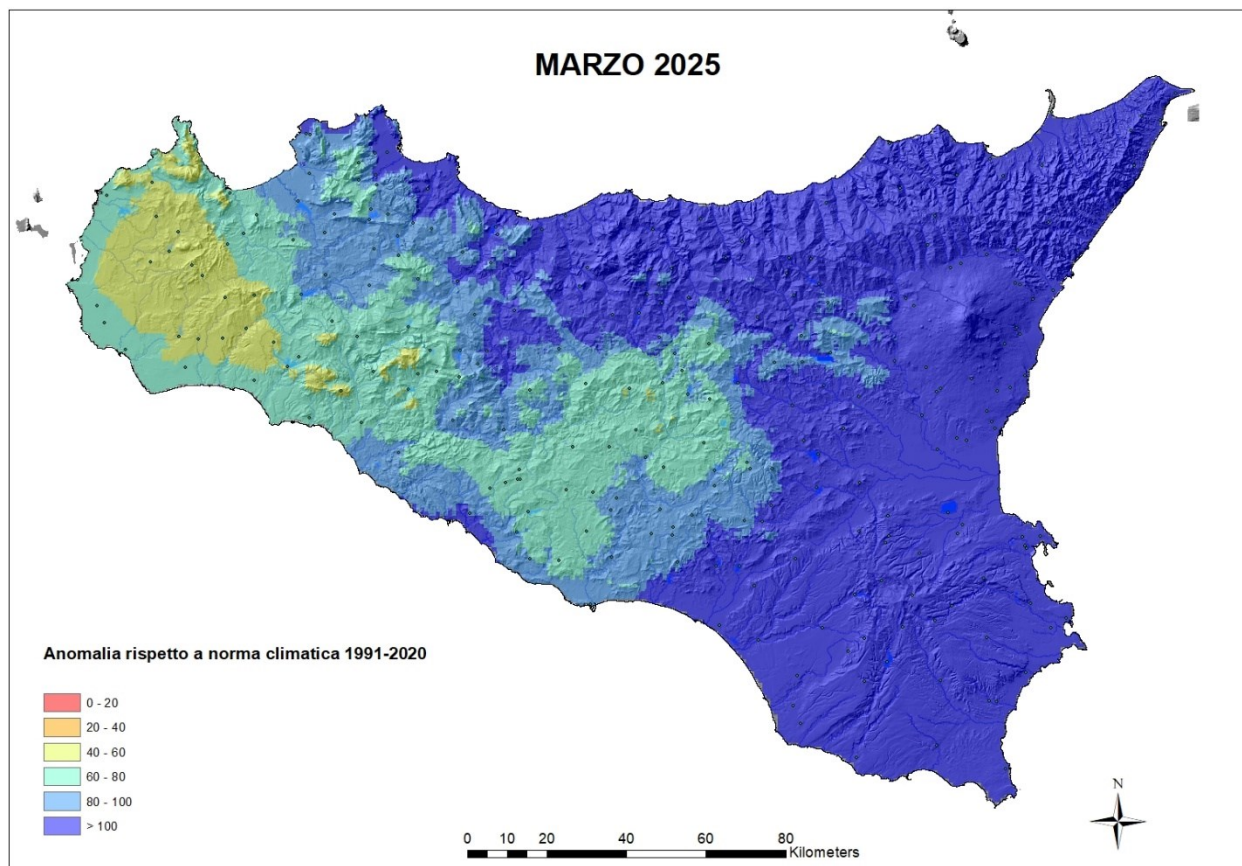 MARZO 2025
Anomalia rispetto a norma climatica 1991-2020
0 - 20
20 - 40
40 - 60
60 - 80
80 - 100
> 100
N
0 10 20 40 60 80
Kilometers